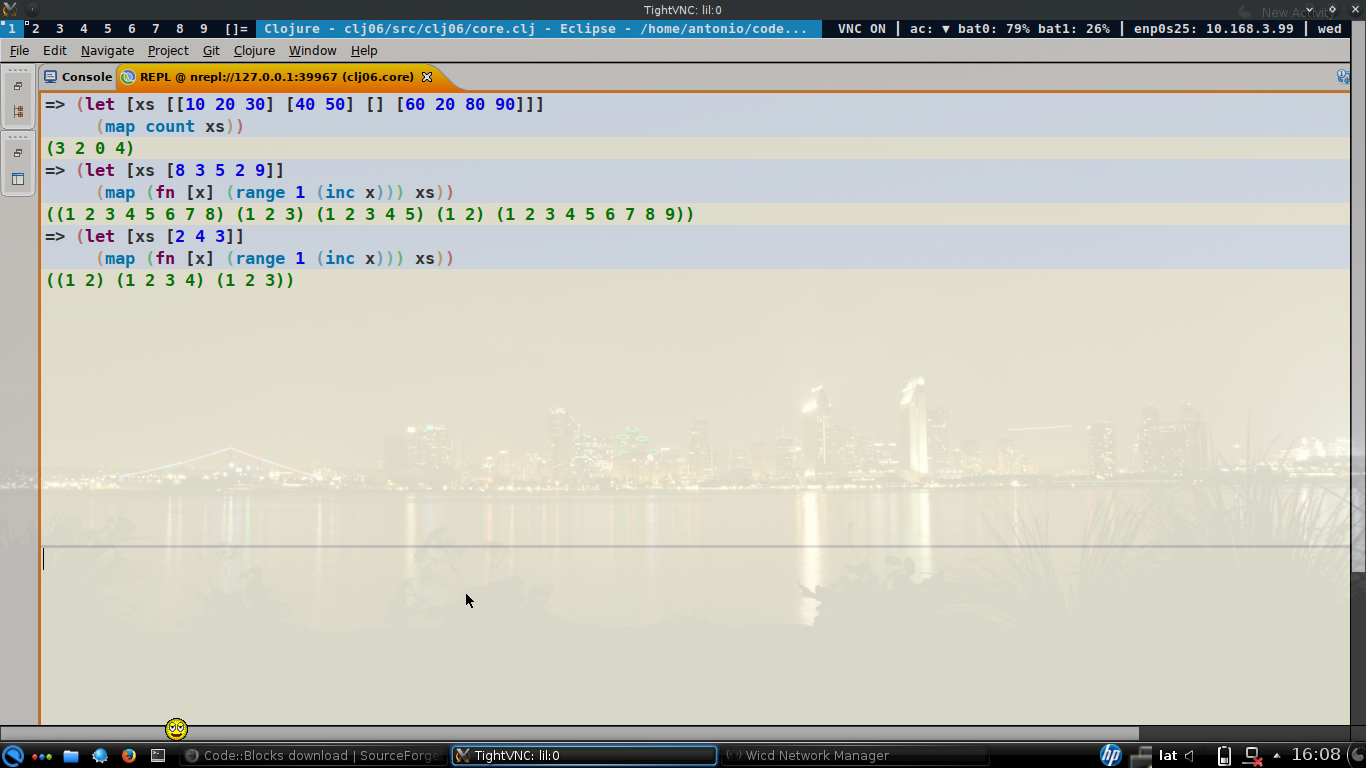 TightVNC: lil:0
New Activity
1 2 3 4 5 6 7 8 9 []= Clojure - clj06/src/clj06/core.clj - Eclipse - /home/antonio/code... VNC ON | ac: ▼ bat0: 79% bat1: 26% | enp0s25: 10.168.3.99 | wed
File Edit Navigate Project Git Clojure Window Help
Console REPL @ nrepl://127.0.0.1:39967 (clj06.core)
=> (let [xs [[10 20 30] [40 50] [] [60 20 80 90]]]
(map count xs))
(3 2 0 4)
=> (let [xs [8 3 5 2 9]]
(map (fn [x] (range 1 (inc x))) xs))
((1 2 3 4 5 6 7 8) (1 2 3) (1 2 3 4 5) (1 2) (1 2 3 4 5 6 7 8 9))
=> (let [xs [2 4 3]]
(map (fn [x] (range 1 (inc x))) xs))
((1 2) (1 2 3 4) (1 2 3))
Code::Blocks download | SourceForge TightVNC: lil:0 Wicd Network Manager hp lat 16:08